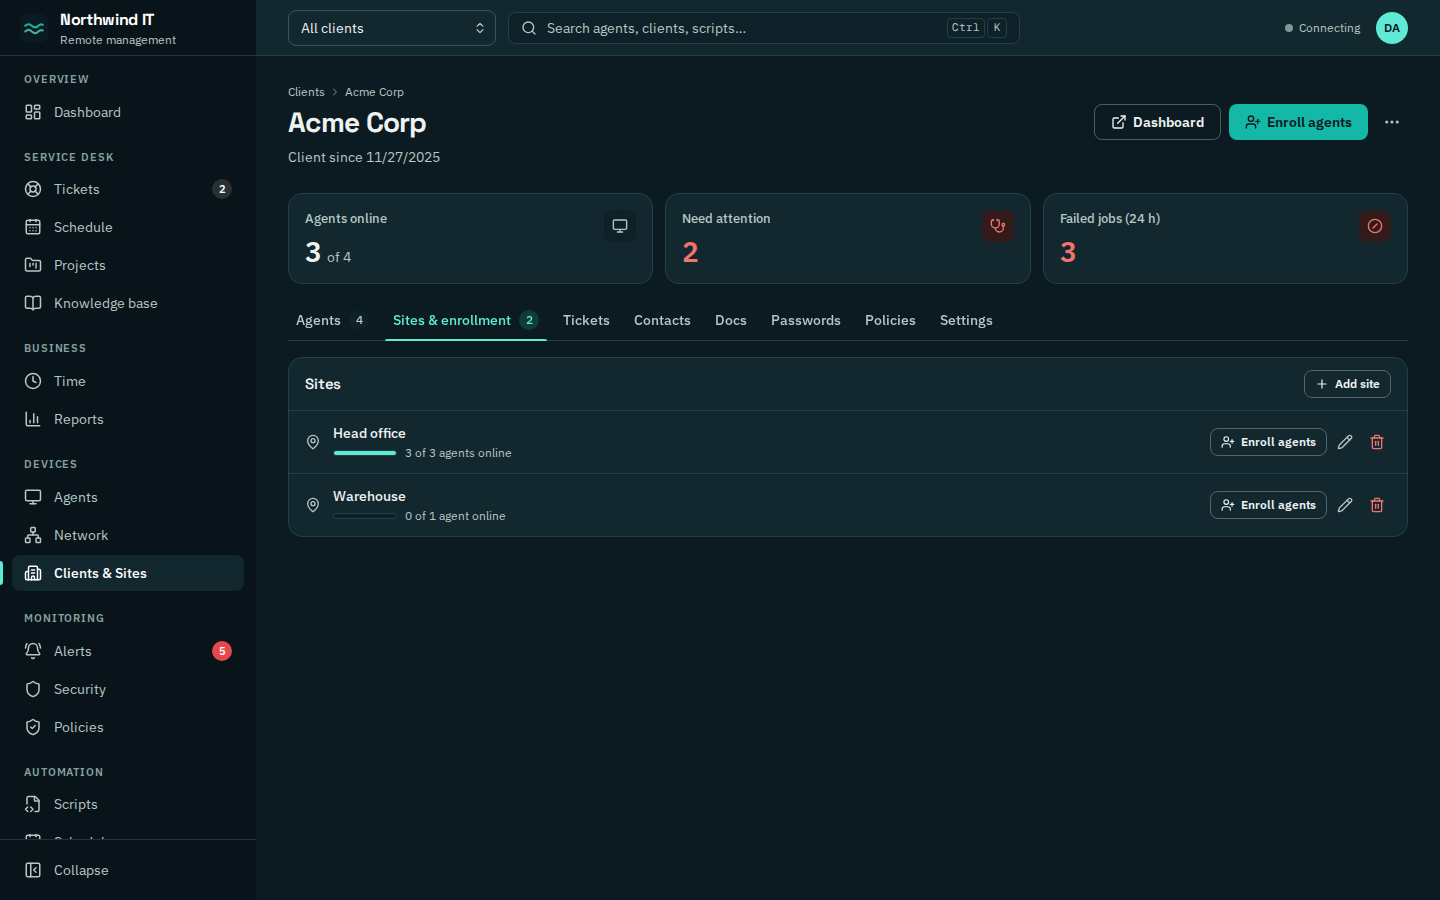 Northwind IT
Remote management
All clients
Search agents, clients, scripts...
Ctrl K
Connecting
DA
OVERVIEW
Dashboard
SERVICE DESK
Tickets 2
Schedule
Projects
Knowledge base
BUSINESS
Time
Reports
DEVICES
Agents
Network
Clients & Sites
MONITORING
Alerts 5
Security
Policies
AUTOMATION
Scripts
Collapse
Clients > Acme Corp
Acme Corp
Client since 11/27/2025
Dashboard
Enroll agents
Agents online
3 of 4
Need attention
2
Failed jobs (24 h)
3
Agents 4
Sites & enrollment 2
Tickets
Contacts
Docs
Passwords
Policies
Settings
Sites
Add site
Head office
3 of 3 agents online
Enroll agents
Warehouse
0 of 1 agent online
Enroll agents